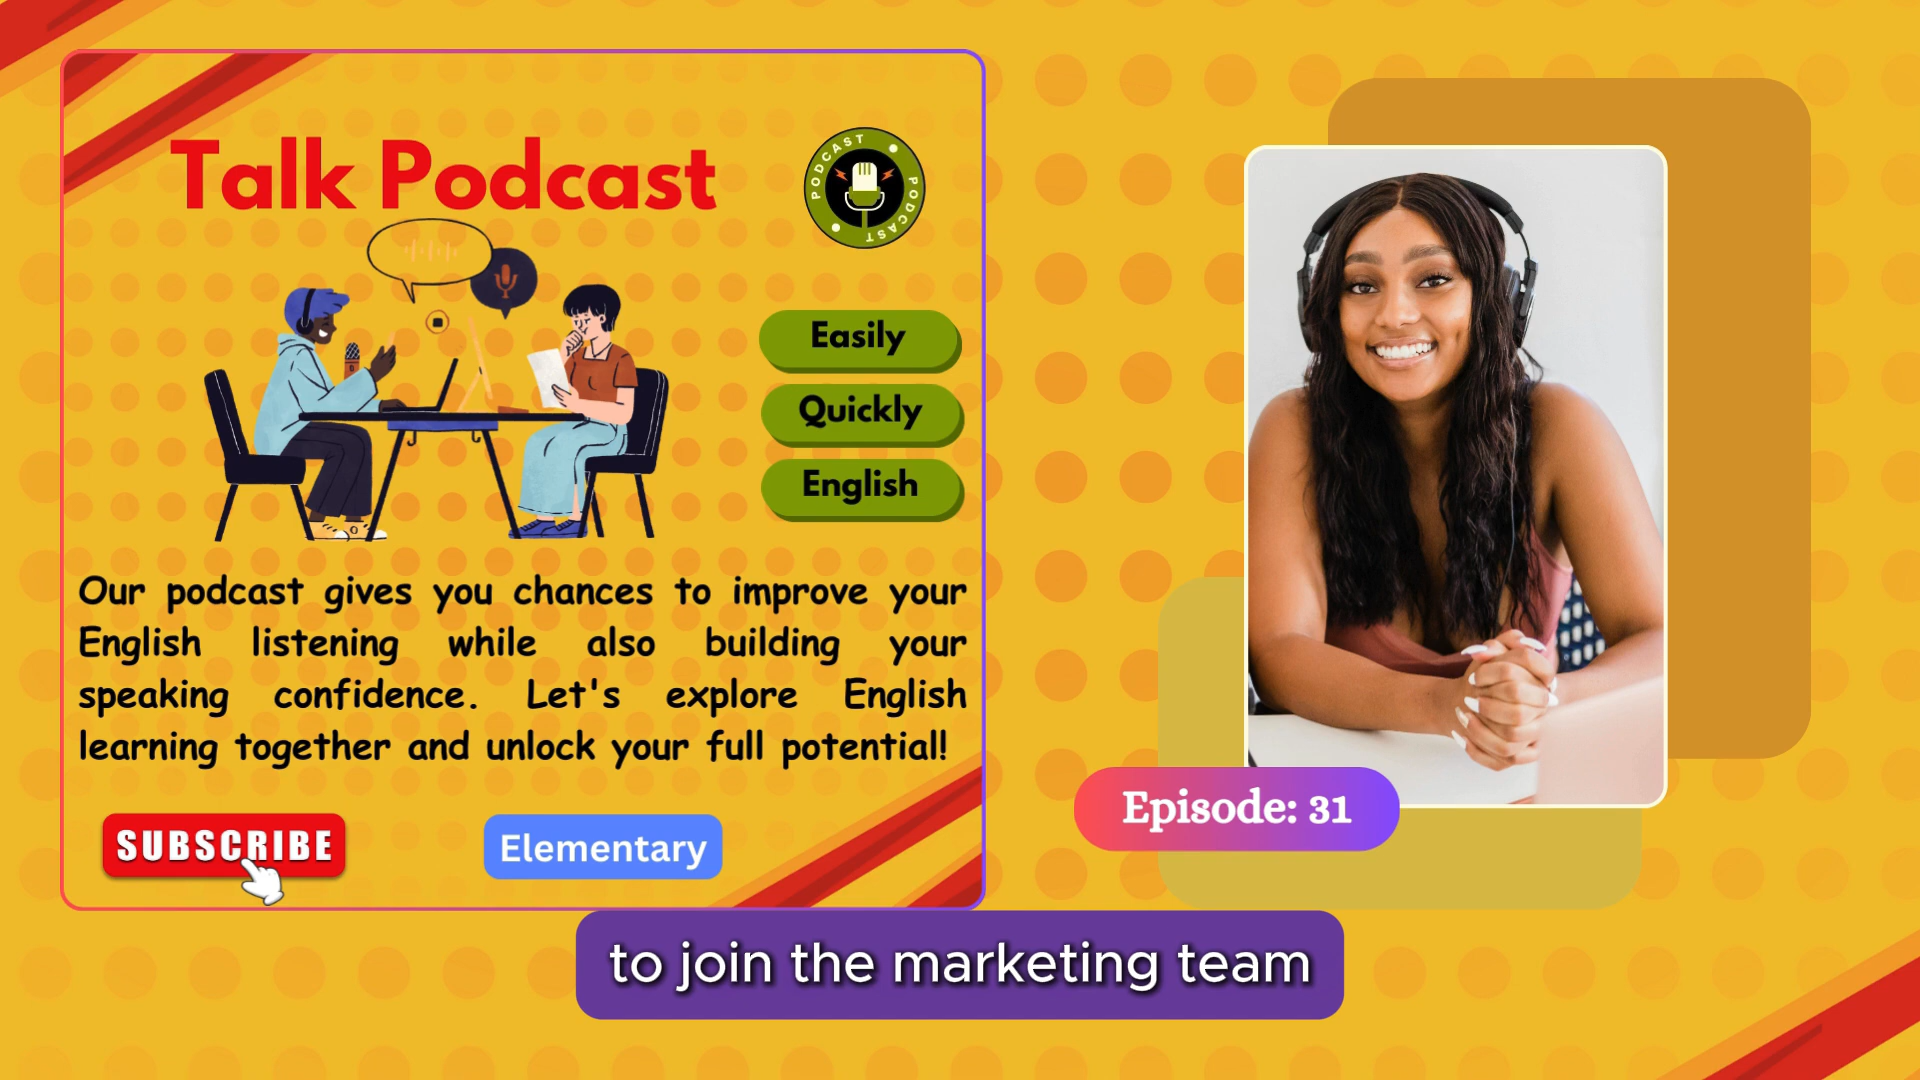 Talk Podcast
PODCAST
PODCAST
Easily
Quickly
English
Our podcast gives you chances to improve your
English listening while also building your
speaking confidence. Let's explore English
learning together and unlock your full potential!
SUBSCRIBE
Elementary
Episode: 31
to join the marketing team